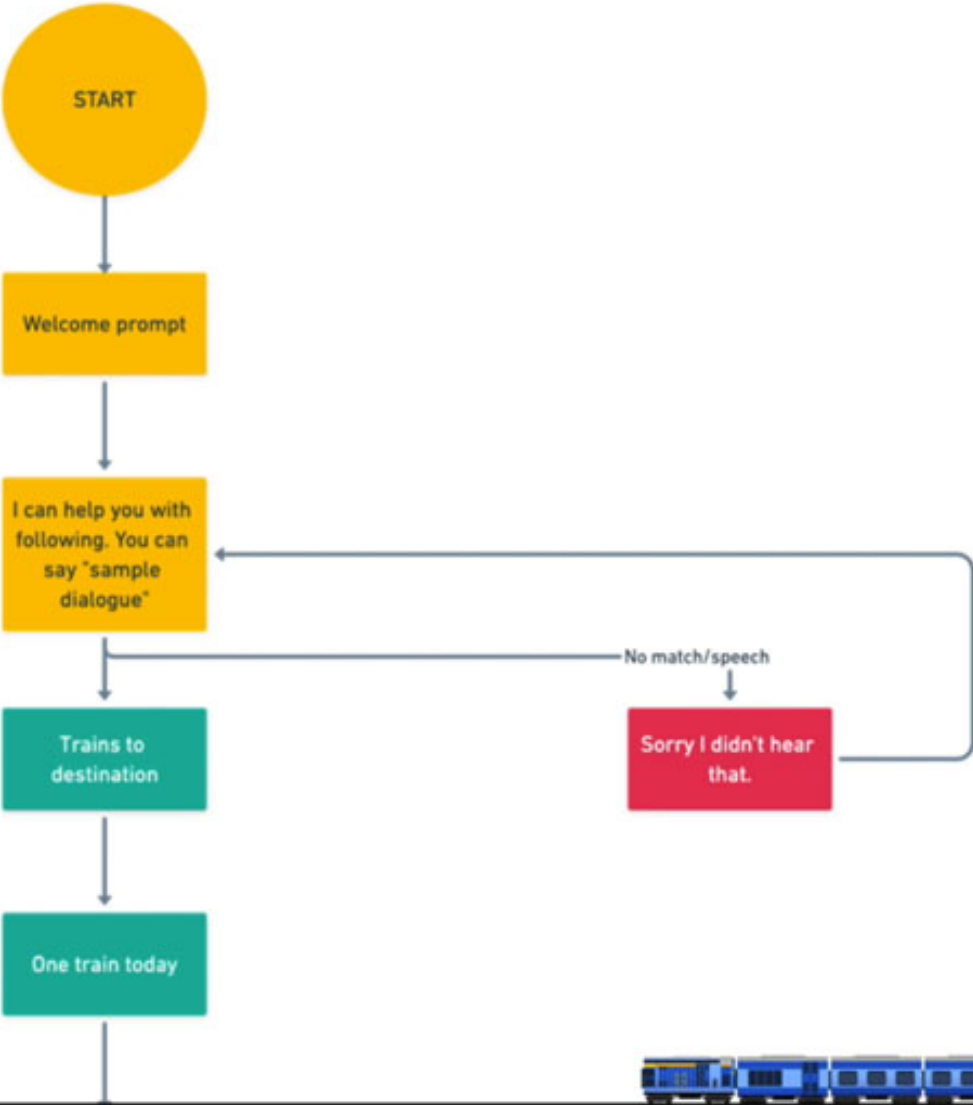 START
Welcome prompt
I can help you with
following. You can
say "sample
dialogue"
No match/speech
Trains to
destination
Sorry I didn't hear
that.
One train today